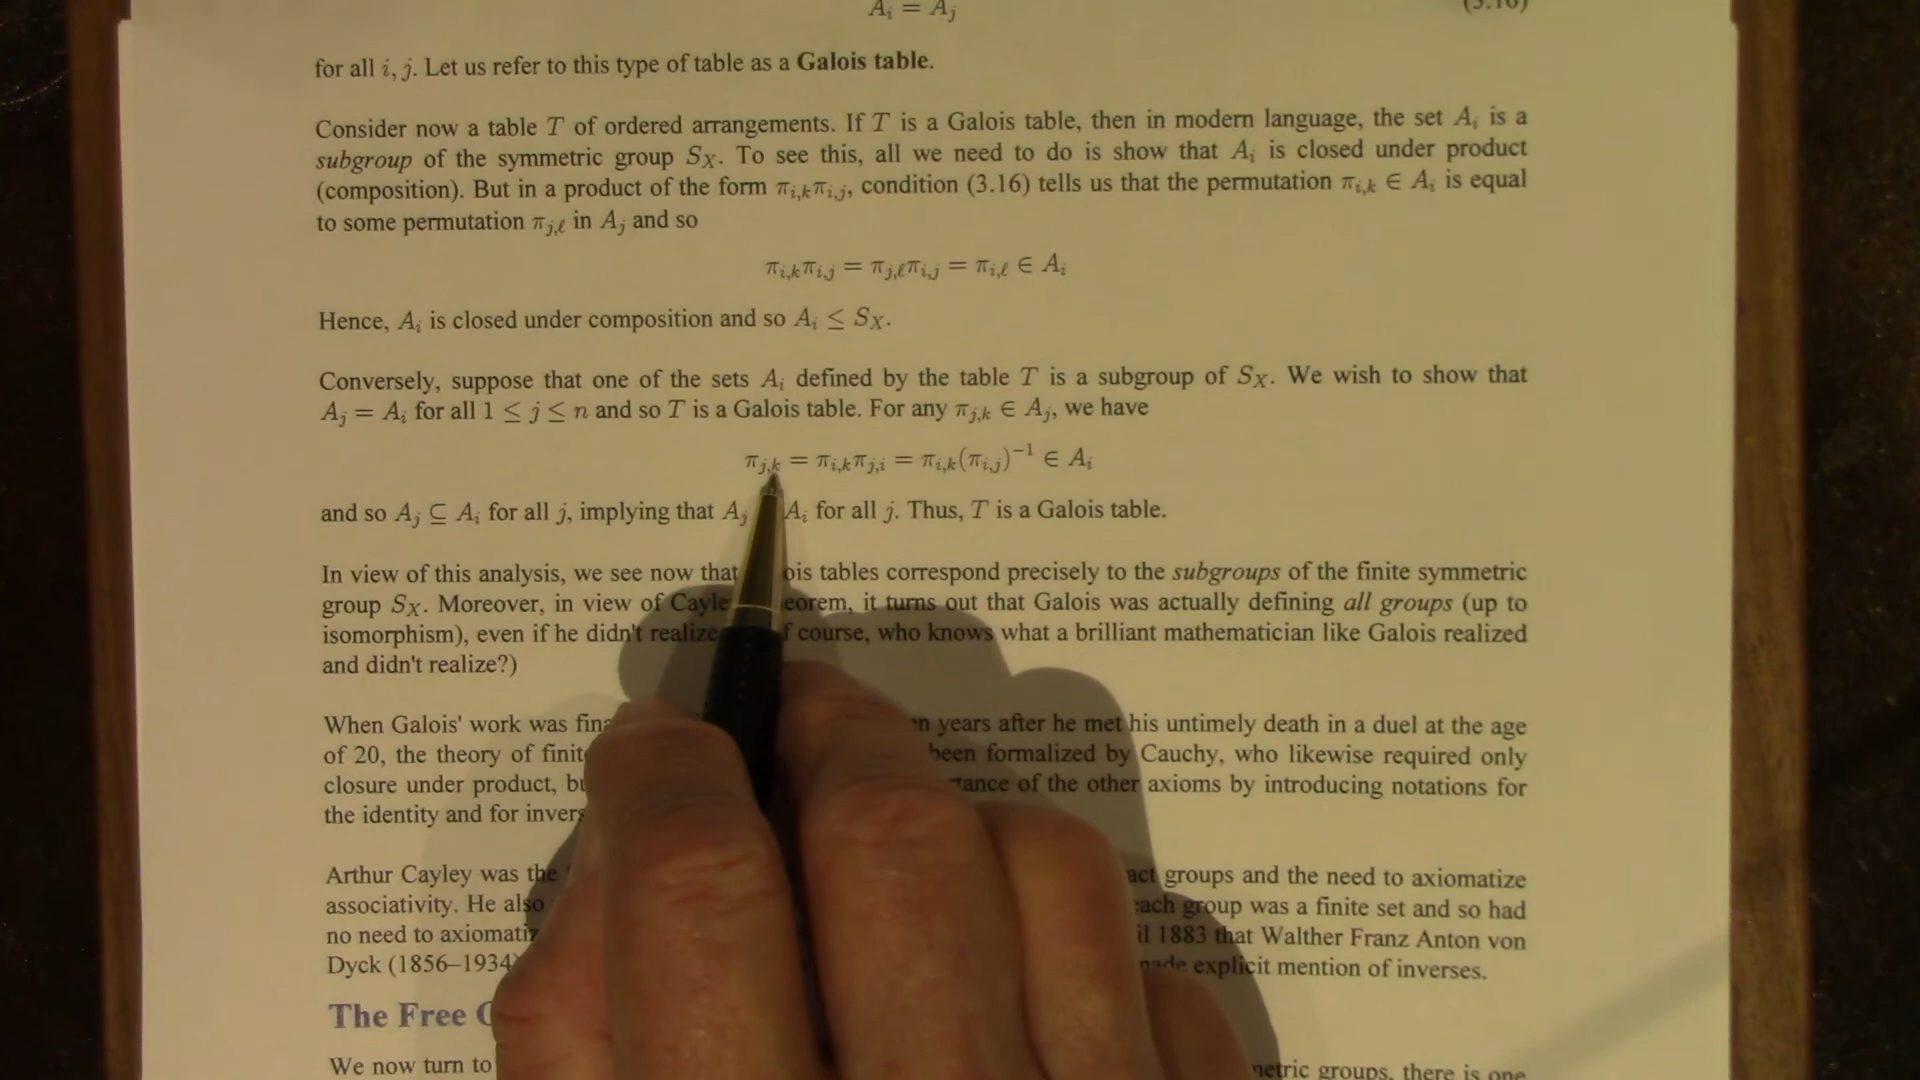 A_i = A_j
for all i, j. Let us refer to this type of table as a Galois table.
Consider now a table T of ordered arrangements. If T is a Galois table, then in modern language, the set A_i is a
subgroup of the symmetric group S_X. To see this, all we need to do is show that A_i is closed under product
(composition). But in a product of the form π_{i,k}π_{i,j}, condition (3.16) tells us that the permutation π_{i,k} ∈ A_i is equal
to some permutation π_{j,ℓ} in A_j and so
π_{i,k}π_{i,j} = π_{j,ℓ}π_{i,j} = π_{i,ℓ} ∈ A_i
Hence, A_i is closed under composition and so A_i ≤ S_X.
Conversely, suppose that one of the sets A_i defined by the table T is a subgroup of S_X. We wish to show that
A_j = A_i for all 1 ≤ j ≤ n and so T is a Galois table. For any π_{j,k} ∈ A_j, we have
π_{j,k} = π_{i,k}π_{j,i} = π_{i,k}(π_{i,j})^{-1} ∈ A_i
and so A_j ⊆ A_i for all j, implying that A_j A_i for all j. Thus, T is a Galois table.
In view of this analysis, we see now that tables correspond precisely to the subgroups of the finite symmetric
group S_X. Moreover, in view of it turns out that Galois was actually defining all groups (up to
isomorphism), even if he didn't course, who knows what a brilliant mathematician like Galois realized
and didn't realize?)
When Galois' work was years after he met his untimely death in a duel at the age
of 20, the theory of been formalized by Cauchy, who likewise required only
closure under product, of the other axioms by introducing notations for
the identity and for
Arthur Cayley was the groups and the need to axiomatize
associativity. He also each group was a finite set and so had
no need to 1883 that Walther Franz Anton von
Dyck (1856–1934) made explicit mention of inverses.
The Free
We now turn to groups, there is one